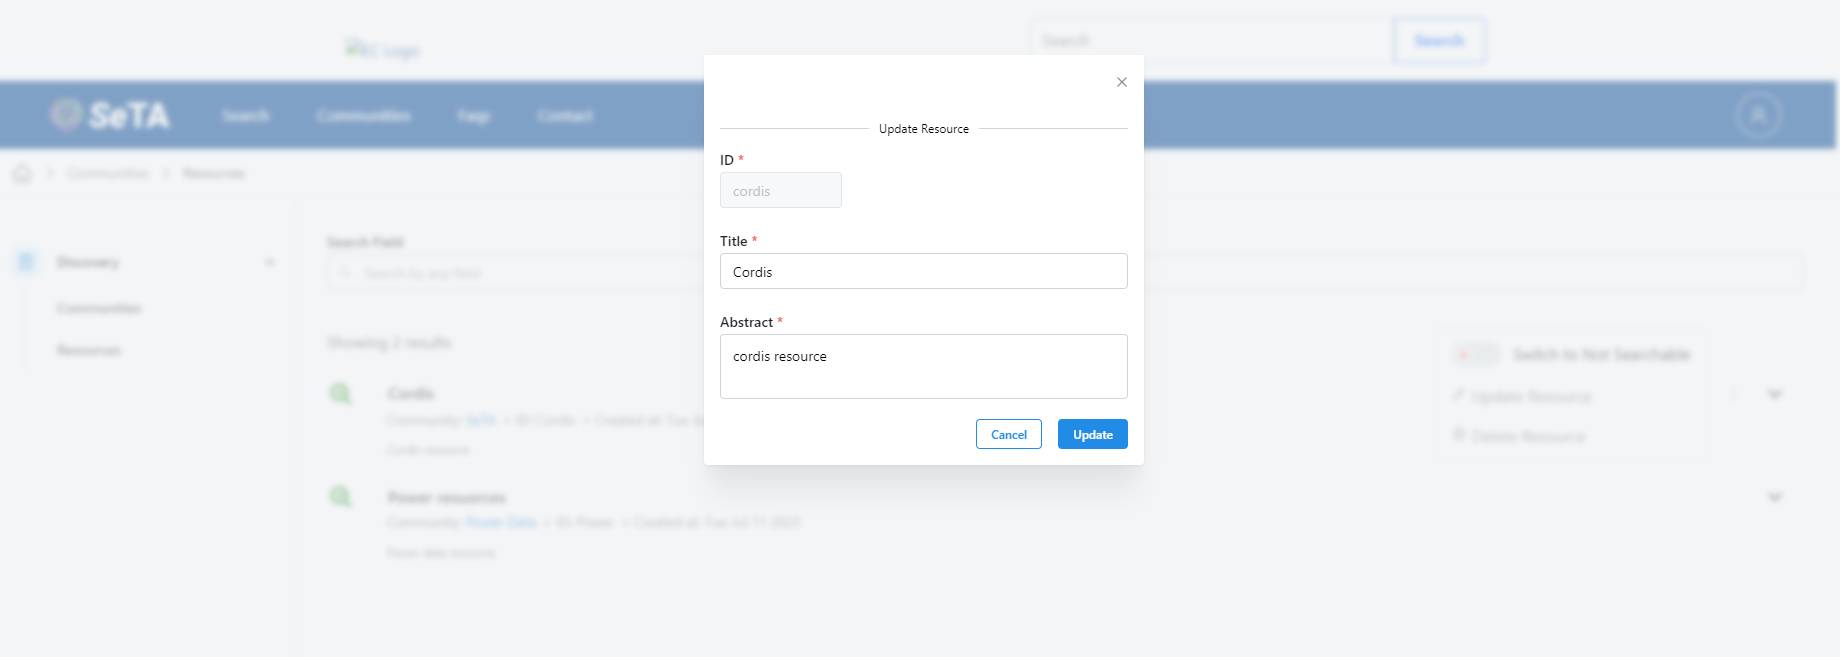 EC Logo
Search
Search
SeTA
Search
Communities
Faqs
Contact
Communities
Resources
Discovery
Communities
Resources
Search Field
Search by any field
Showing 2 results
Cordis
Community: SeTA • ID: Cordis • Created at: Tue
Cordis resource
Power resuorces
Community: Power Data • ID: Power • Created at: Tue Jul 11 2023
Power data resource
Switch to Not Searchable
Update Resource
Delete Resource
Update Resource
ID *
cordis
Title *
Cordis
Abstract *
cordis resource
Cancel
Update